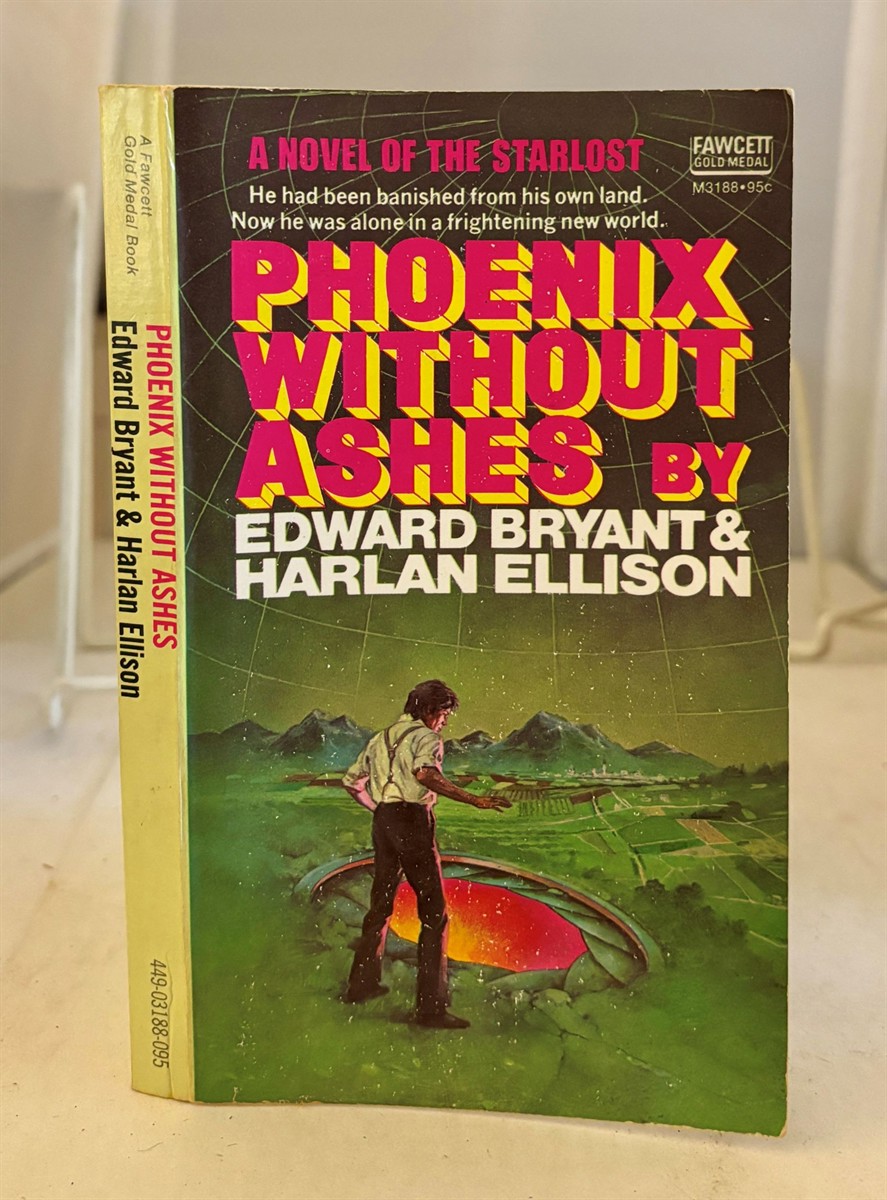 A Fawcett
Gold Medal Book
PHOENIX WITHOUT ASHES
Edward Bryant & Harlan Ellison
449-03188-095
A NOVEL OF THE STARLOST
FAWCETT
GOLD MEDAL
M3188•95c
He had been banished from his own land.
Now he was alone in a frightening new world.
PHOENIX
WITHOUT
ASHES BY
EDWARD BRYANT &
HARLAN ELLISON